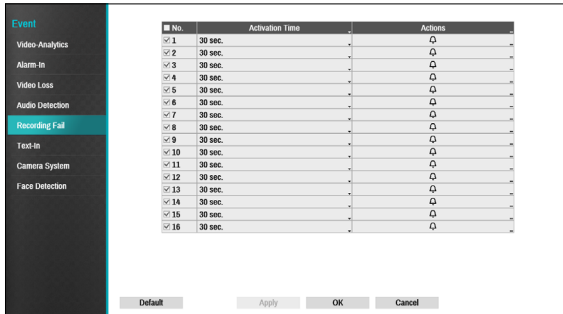 Event
Video-Analytics
Alarm-In
Video Loss
Audio Detection
Recording Fail
Text-In
Camera System
Face Detection
No. Activation Time Actions
1 30 sec.
2 30 sec.
3 30 sec.
4 30 sec.
5 30 sec.
6 30 sec.
7 30 sec.
8 30 sec.
9 30 sec.
10 30 sec.
11 30 sec.
12 30 sec.
13 30 sec.
14 30 sec.
15 30 sec.
16 30 sec.
Default Apply OK Cancel